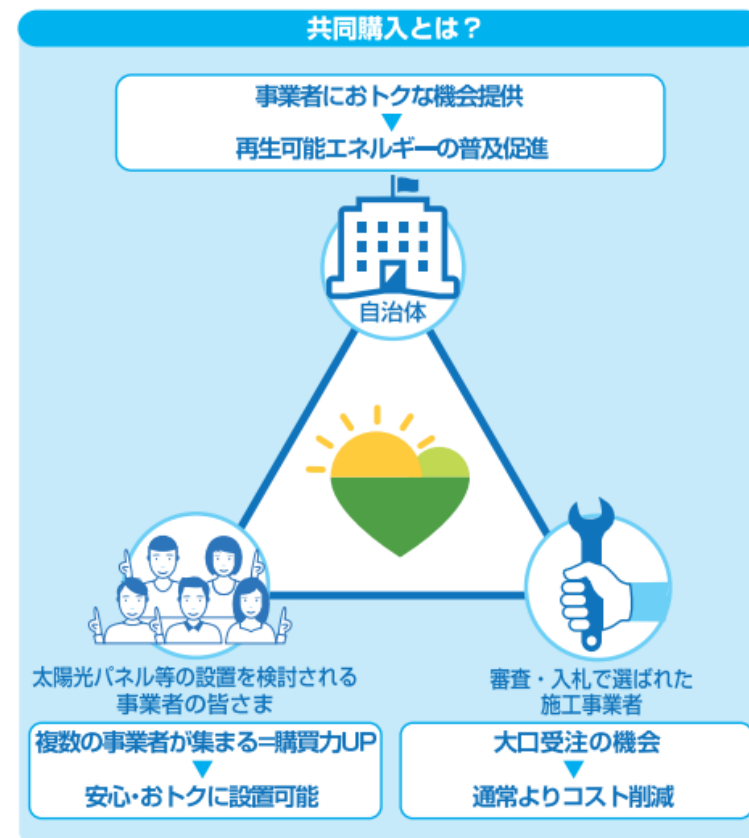 共同購入とは？
事業者におトクな機会提供
▼
再生可能エネルギーの普及促進
自治体
太陽光パネル等の設置を検討される
事業者の皆さま
複数の事業者が集まる=購買力UP
▼
安心・おトクに設置可能
審査・入札で選ばれた
施工事業者
大口受注の機会
▼
通常よりコスト削減